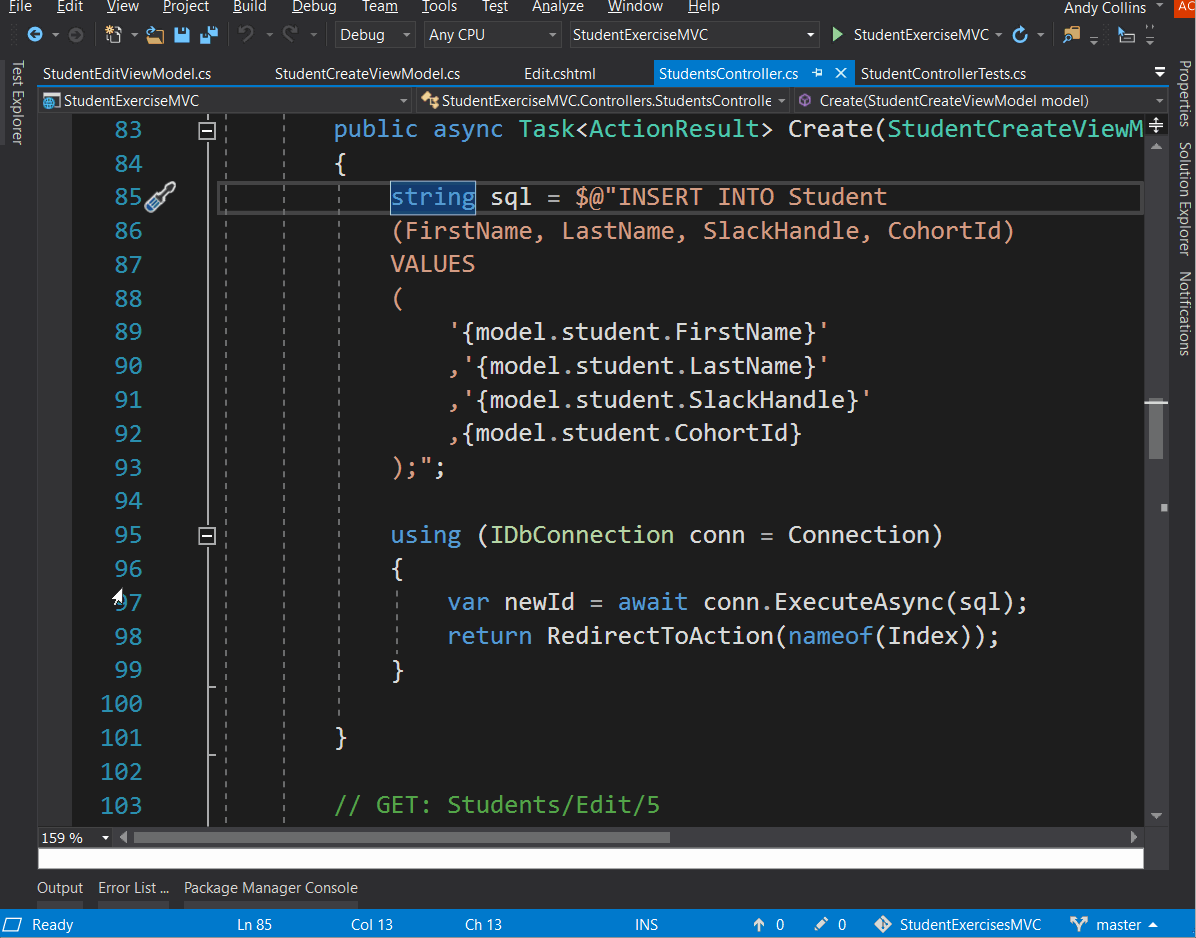 File Edit View Project Build Debug Team Tools Test Analyze Window Help Andy Collins AC
Debug Any CPU StudentExerciseMVC StudentExerciseMVC
StudentEditViewModel.cs StudentCreateViewModel.cs Edit.cshtml StudentsController.cs StudentControllerTests.cs
StudentExerciseMVC StudentExerciseMVC.Controllers.StudentsControlle Create(StudentCreateViewModel model)
Test Explorer
Properties
Solution Explorer
Notifications
83 public async Task<ActionResult> Create(StudentCreateViewM
84 {
85 string sql = $@"INSERT INTO Student
86 (FirstName, LastName, SlackHandle, CohortId)
87 VALUES
88 (
89 '{model.student.FirstName}'
90 ,'{model.student.LastName}'
91 ,'{model.student.SlackHandle}'
92 ,{model.student.CohortId}
93 );";
94
95 using (IDbConnection conn = Connection)
96 {
97 var newId = await conn.ExecuteAsync(sql);
98 return RedirectToAction(nameof(Index));
99 }
100
101 }
102
103 // GET: Students/Edit/5
159 %
Output Error List ... Package Manager Console
Ready Ln 85 Col 13 Ch 13 INS 0 0 StudentExercisesMVC master